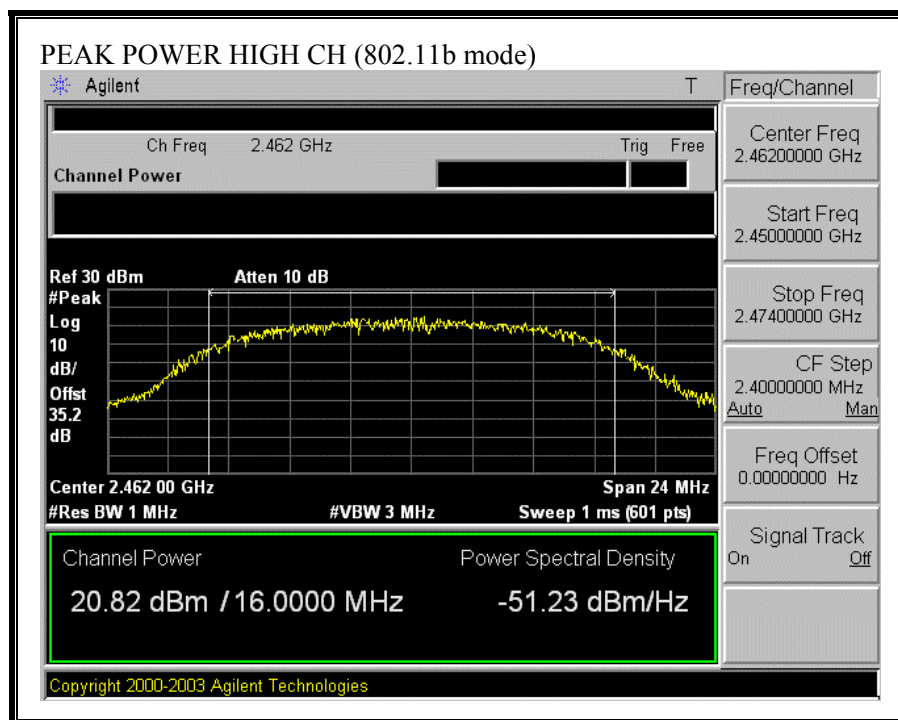 PEAK POWER HIGH CH (802.11b mode)
Agilent T
Freq/Channel
Ch Freq 2.462 GHz Trig Free
Channel Power
Center Freq
2.46200000 GHz
Start Freq
2.45000000 GHz
Stop Freq
2.47400000 GHz
CF Step
2.40000000 MHz
Auto Man
Freq Offset
0.00000000 Hz
Signal Track
On Off
Ref 30 dBm Atten 10 dB
#Peak
Log
10
dB/
Offst
35.2
dB
Center 2.462 00 GHz Span 24 MHz
#Res BW 1 MHz #VBW 3 MHz Sweep 1 ms (601 pts)
Channel Power Power Spectral Density
20.82 dBm / 16.0000 MHz -51.23 dBm/Hz
Copyright 2000-2003 Agilent Technologies